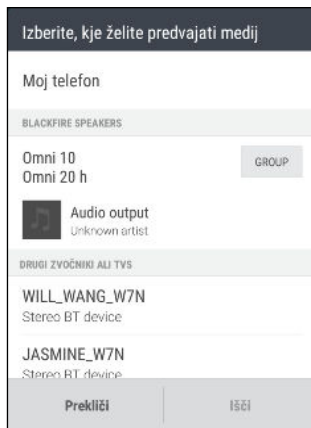 Izberite, kje želite predvajati medij
Moj telefon
BLACKFIRE SPEAKERS
Omni 10
Omni 20 h
GROUP
Audio output
Unknown artist
DRUGI ZVOČNIKI ALI TVS
WILL_WANG_W7N
Stereo BT device
JASMINE_W7N
Stereo BT device
Prekliči
Išči